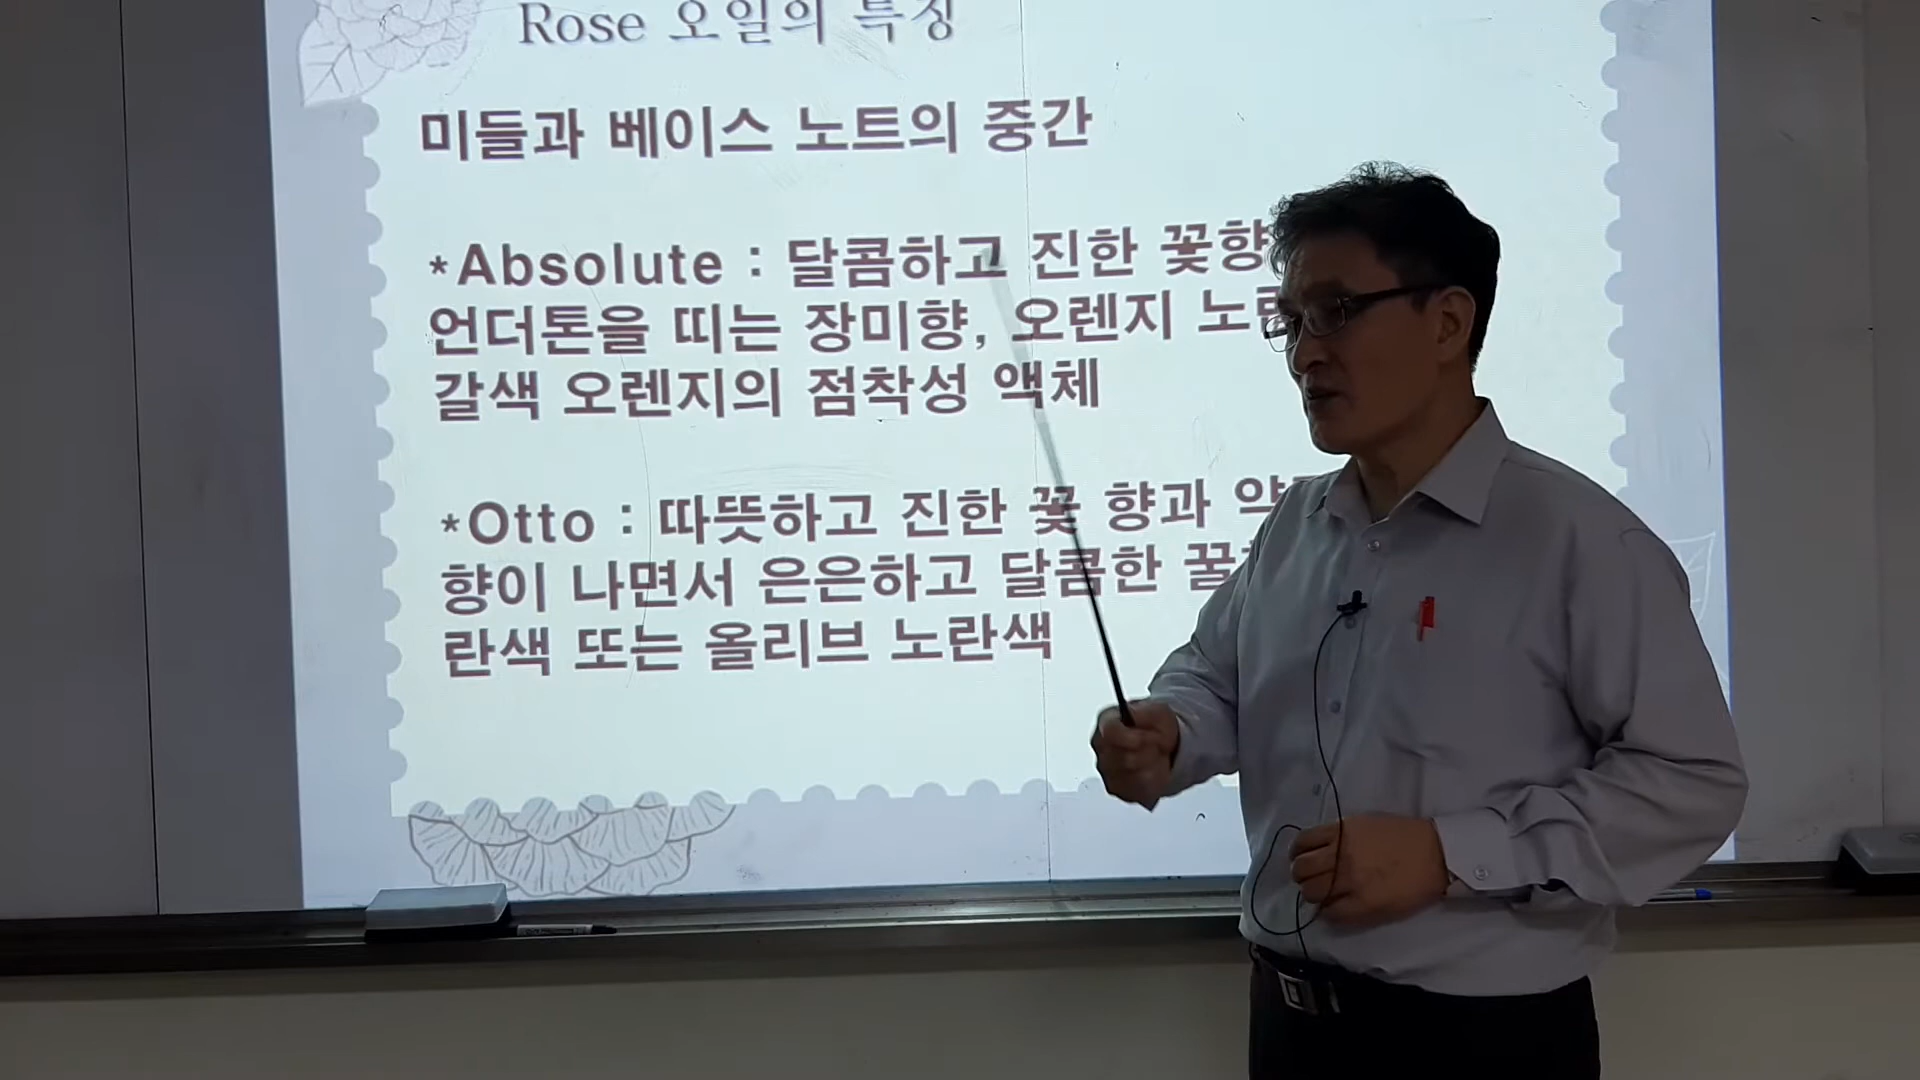 Rose 오일의 특징
미들과 베이스 노트의 중간
*Absolute : 달콤하고 진한 꽃향
언더톤을 띠는 장미향, 오렌지
갈색 오렌지의 점착성 액체
*Otto : 따뜻하고 진한 꽃 향과
향이 나면서 은은하고 달콤한
란색 또는 올리브 노란색